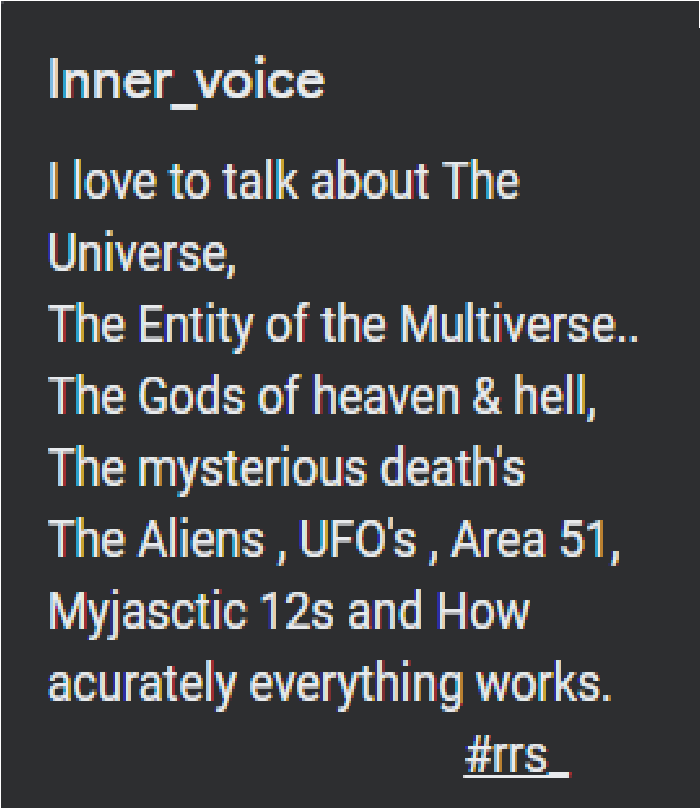 Inner_voice
I love to talk about The
Universe,
The Entity of the Multiverse..
The Gods of heaven & hell,
The mysterious death's
The Aliens , UFO's , Area 51,
Myjasctic 12s and How
acurately everything works.
#rrs_